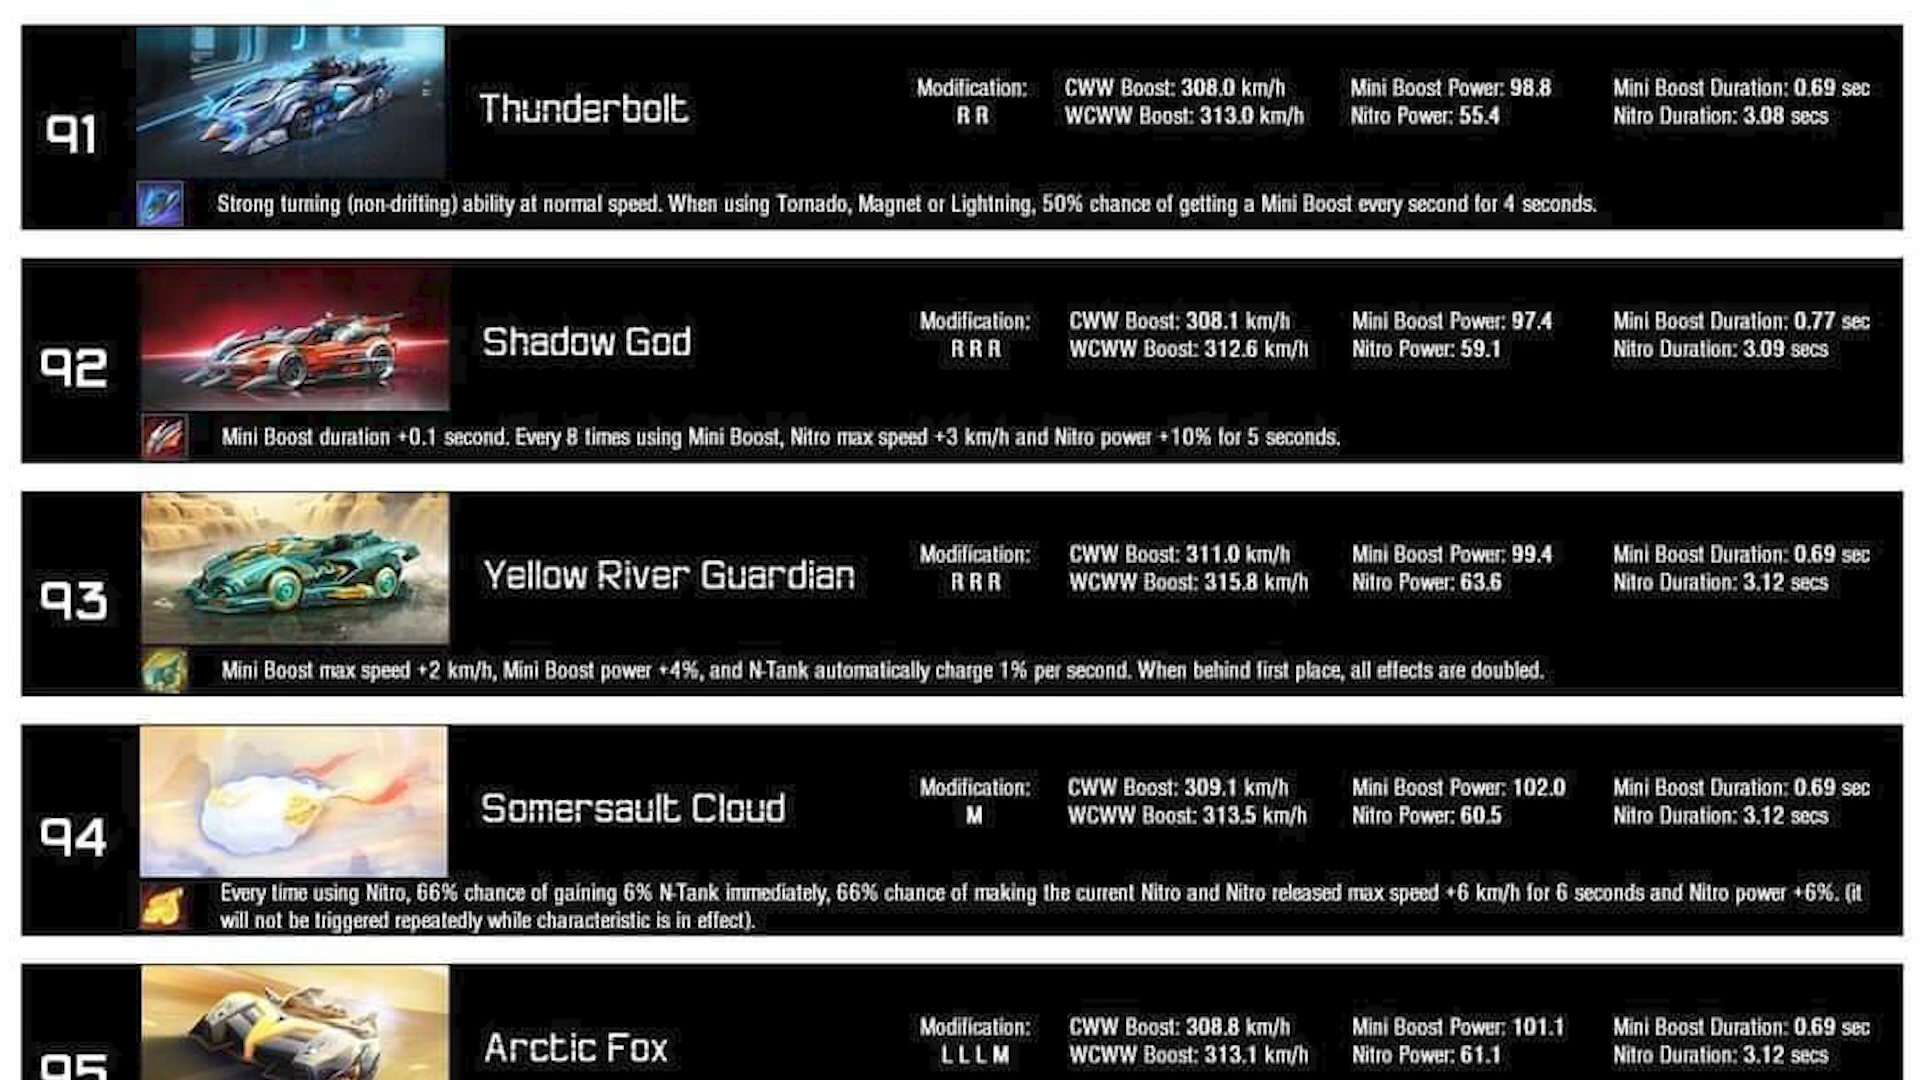 91
Thunderbolt
Modification:
R R
CWW Boost: 308.0 km/h
WCWW Boost: 313.0 km/h
Mini Boost Power: 98.8
Nitro Power: 55.4
Mini Boost Duration: 0.69 sec
Nitro Duration: 3.08 secs
Strong turning (non-drifting) ability at normal speed. When using Tornado, Magnet or Lightning, 50% chance of getting a Mini Boost every second for 4 seconds.
92
Shadow God
Modification:
R R R
CWW Boost: 308.1 km/h
WCWW Boost: 312.6 km/h
Mini Boost Power: 97.4
Nitro Power: 59.1
Mini Boost Duration: 0.77 sec
Nitro Duration: 3.09 secs
Mini Boost duration +0.1 second. Every 8 times using Mini Boost, Nitro max speed +3 km/h and Nitro power +10% for 5 seconds.
93
Yellow River Guardian
Modification:
R R R
CWW Boost: 311.0 km/h
WCWW Boost: 315.8 km/h
Mini Boost Power: 99.4
Nitro Power: 63.6
Mini Boost Duration: 0.69 sec
Nitro Duration: 3.12 secs
Mini Boost max speed +2 km/h, Mini Boost power +4%, and N-Tank automatically charge 1% per second. When behind first place, all effects are doubled.
94
Somersault Cloud
Modification:
M
CWW Boost: 309.1 km/h
WCWW Boost: 313.5 km/h
Mini Boost Power: 102.0
Nitro Power: 60.5
Mini Boost Duration: 0.69 sec
Nitro Duration: 3.12 secs
Every time using Nitro, 66% chance of gaining 6% N-Tank immediately, 66% chance of making the current Nitro and Nitro released max speed +6 km/h for 6 seconds and Nitro power +6%. (it
will not be triggered repeatedly while characteristic is in effect).
95
Arctic Fox
Modification:
L L L M
CWW Boost: 308.8 km/h
WCWW Boost: 313.1 km/h
Mini Boost Power: 101.1
Nitro Power: 61.1
Mini Boost Duration: 0.69 sec
Nitro Duration: 3.12 secs